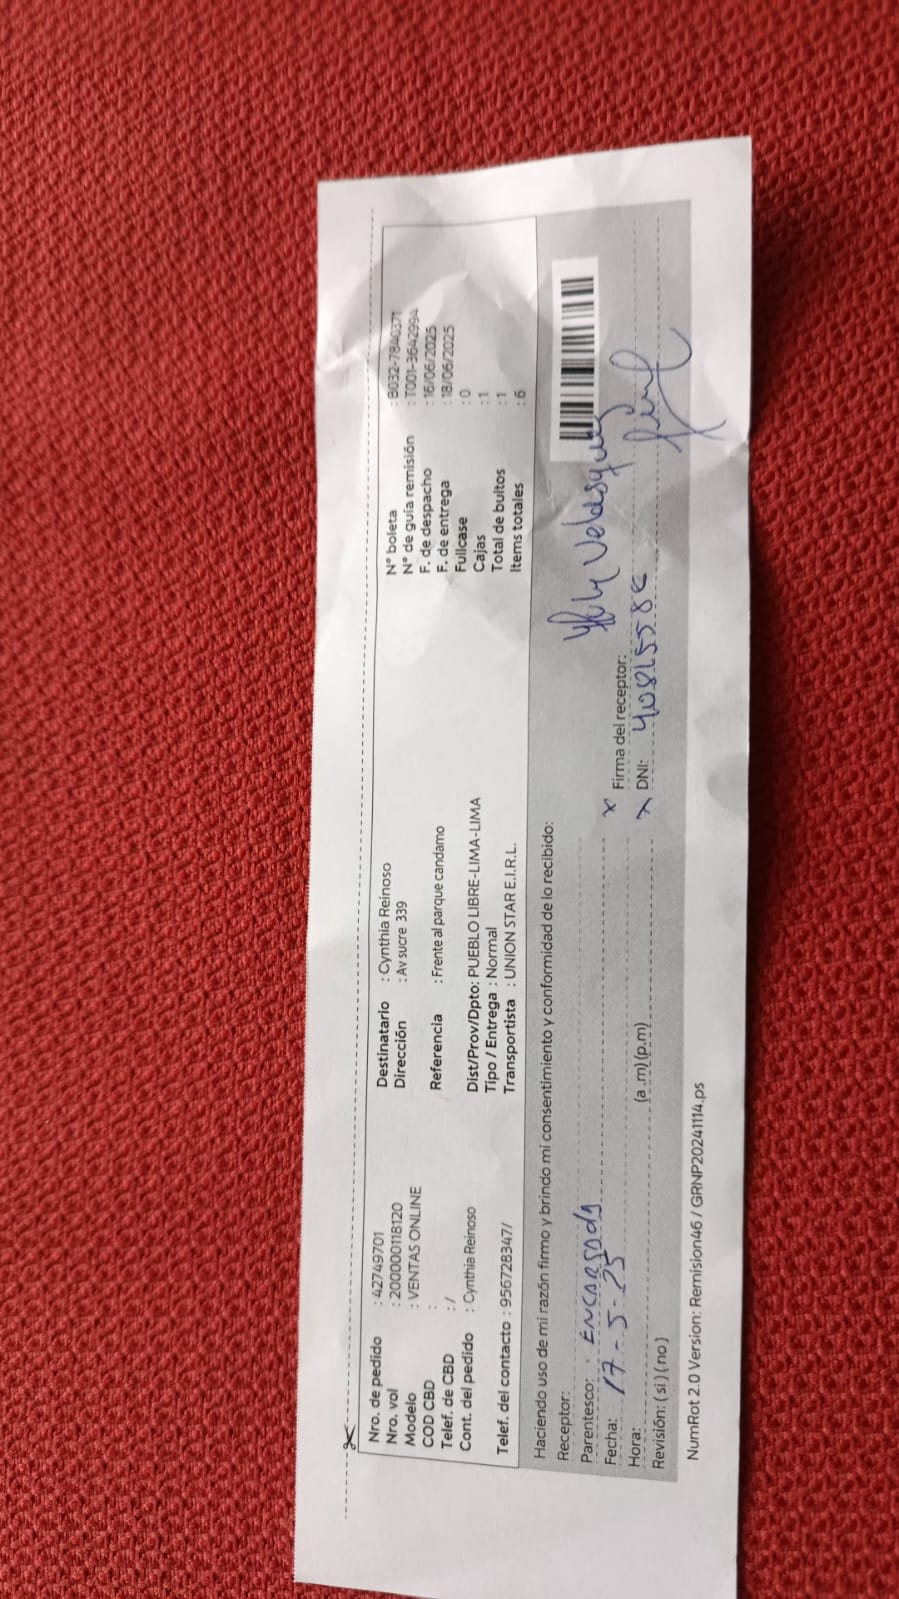 Nro. de pedido : 42749701
Nro. vol : 200000118120
Modelo : VENTAS ONLINE
COD CBD :
Telef. de CBD : /
Cont. del pedido : Cynthia Reinoso
Telef. del contacto : 956728347/
Destinatario : Cynthia Reinoso
Dirección : Av sucre 339
Referencia : Frente al parque candamo
Dist/Prov/Dpto: PUEBLO LIBRE-LIMA-LIMA
Tipo / Entrega : Normal
Transportista : UNION STAR E.I.R.L.
N° boleta : B032-7840371
N° de guía remisión : T001-3642994
F. de despacho : 16/06/2025
F. de entrega : 18/06/2025
Fullcase : 0
Cajas : 1
Total de bultos : 1
Items totales : 6
Haciendo uso de mi razón firmo y brindo mi consentimiento y conformidad de lo recibido:
Receptor:
Parentesco: : ENCARGADA
Fecha: 17-5-25
Hora: (a.m)(p.m)
Revisión: (si)(no)
x Firma del receptor: Velasquez
x DNI:
NumRot 2.0 Version: Remision46 / GRNP20241114.ps